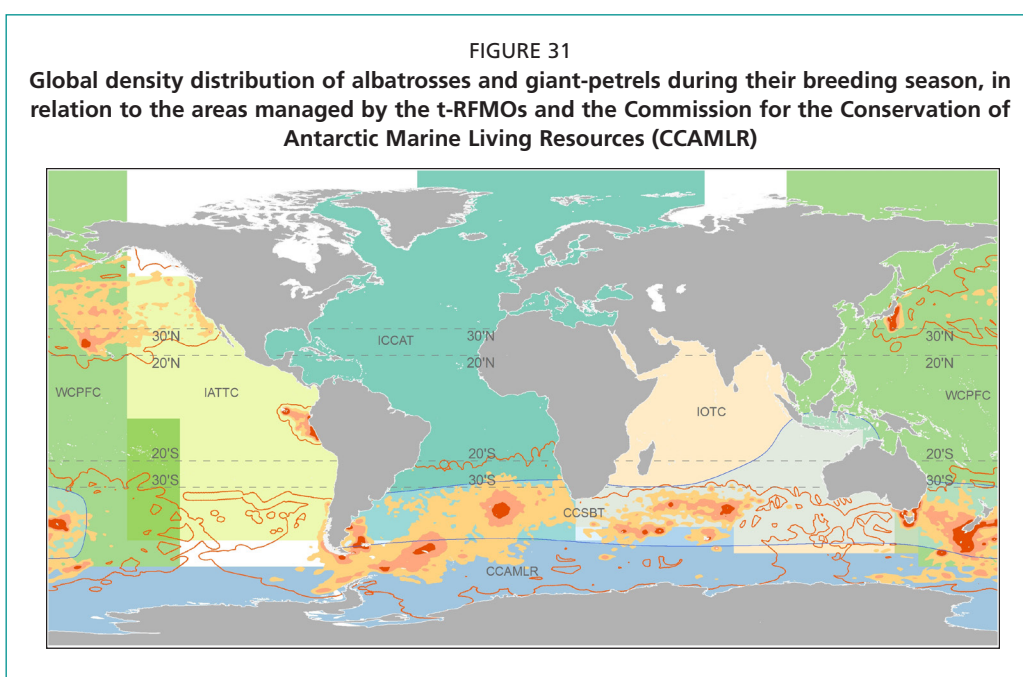 FIGURE 31
Global density distribution of albatrosses and giant-petrels during their breeding season, in
relation to the areas managed by the t-RFMOs and the Commission for the Conservation of
Antarctic Marine Living Resources (CCAMLR)
30'N
30'N
30'N
ICCAT
20'N
20'N
20'N
WCPFC
IATTC
WCPFC
IOTC
20'S
20'S
20'S
30'S
30'S
30'S
CCSBT
CCAMLR